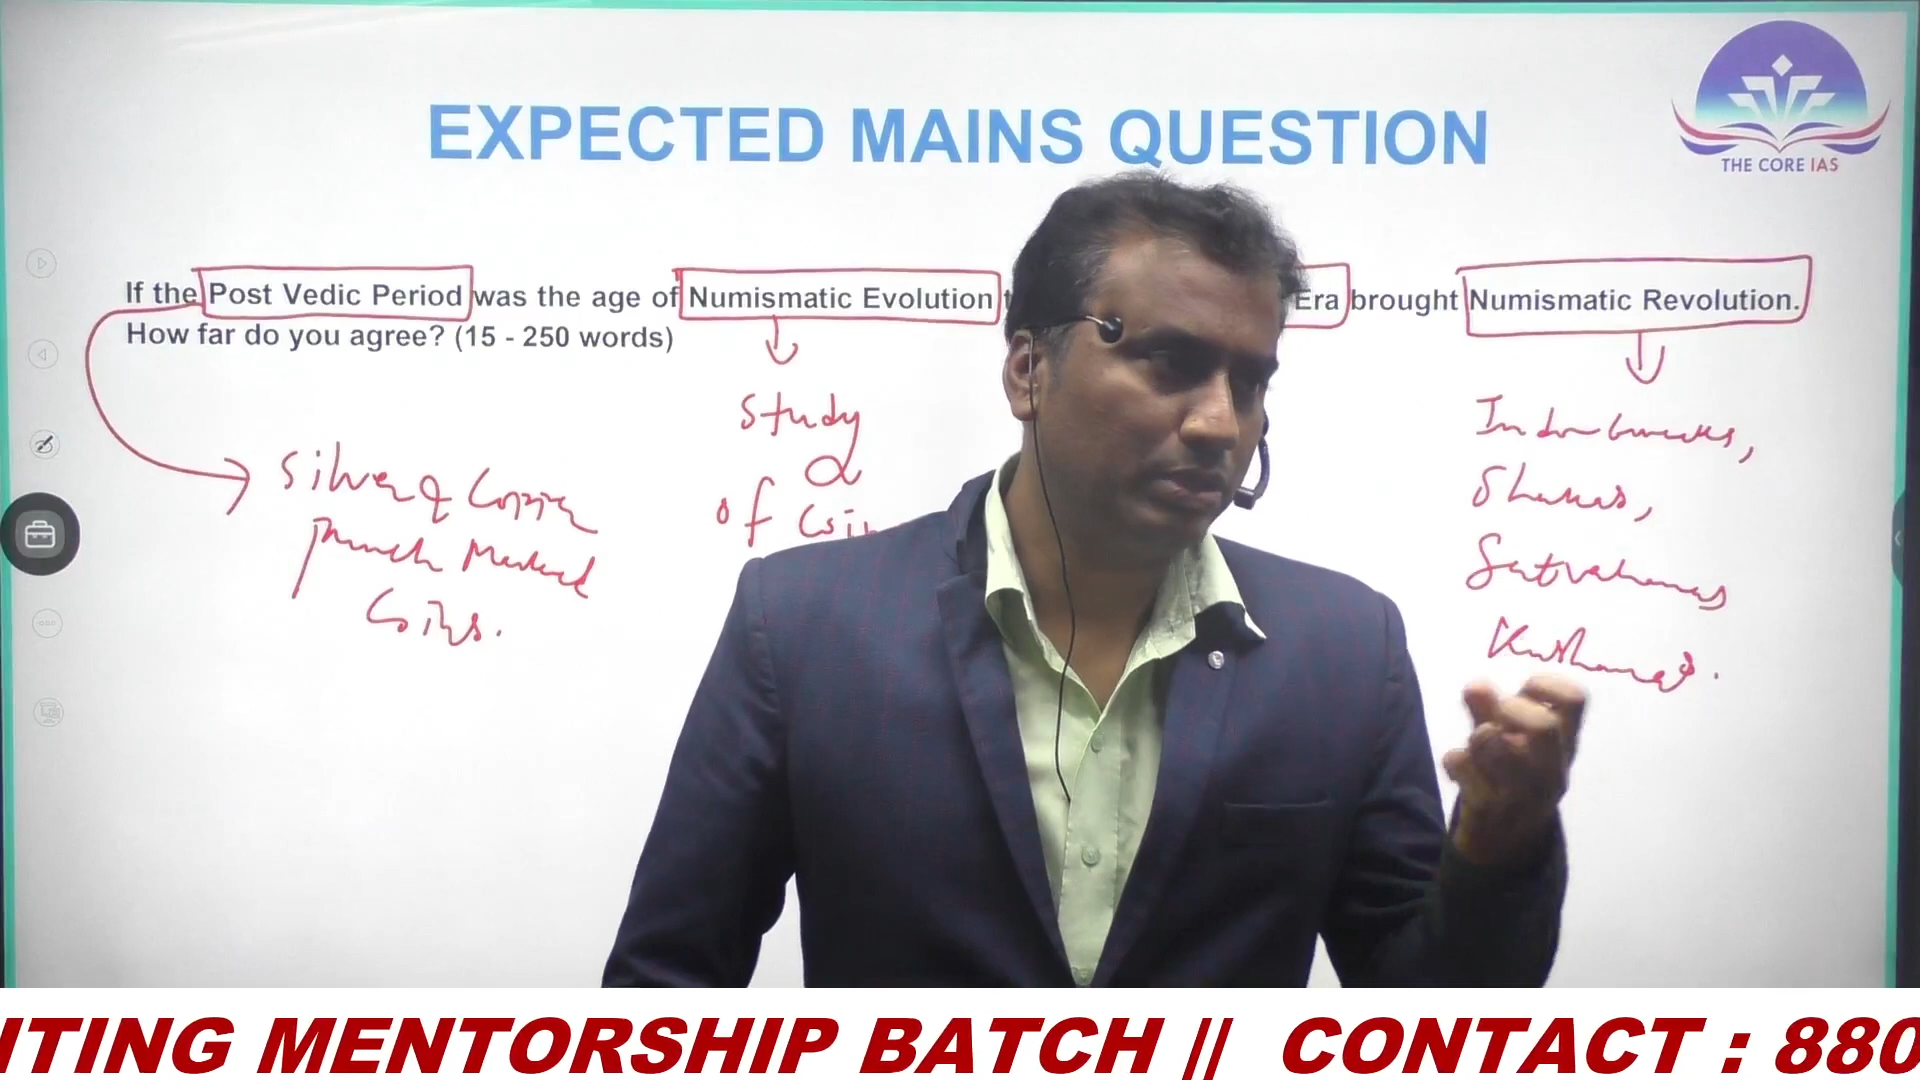 EXPECTED MAINS QUESTION
THE CORE IAS
If the Post Vedic Period was the age of Numismatic Evolution Era brought Numismatic Revolution.
How far do you agree? (15 - 250 words)
Study
of
Silver & Copper
Punch Marked
Coins.
Indo-Greeks,
Shakas,
Satvahanas
Kushanas.
ITING MENTORSHIP BATCH || CONTACT : 880